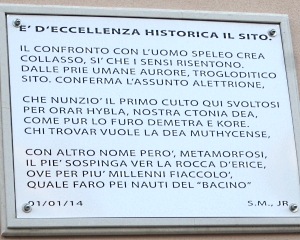 E' D'ECCELLENZA HISTORICA IL SITO.
IL CONFRONTO CON L'UOMO SPELEO CREA
COLLASSO, SI' CHE I SENSI RISENTONO.
DALLE PRIE UMANE AURORE, TROGLODITICO
SITO. CONFERMA L'ASSUNTO ALETTRIONE,
CHE NUNZIO' IL PRIMO CULTO QUI SVOLTOSI
PER ORAR HYBLA, NOSTRA CTONIA DEA,
COME PUR LO FURO DEMETRA E KORE.
CHI TROVAR VUOLE LA DEA MUTHYCENSE,
CON ALTRO NOME PERO', METAMORFOSI,
IL PIE' SOSPINGA VER LA ROCCA D'ERICE,
OVE PER PIU' MILLENNI FIACCOLO',
QUALE FARO PEI NAUTI DEL "BACINO"
01/01/14 S.M., JR